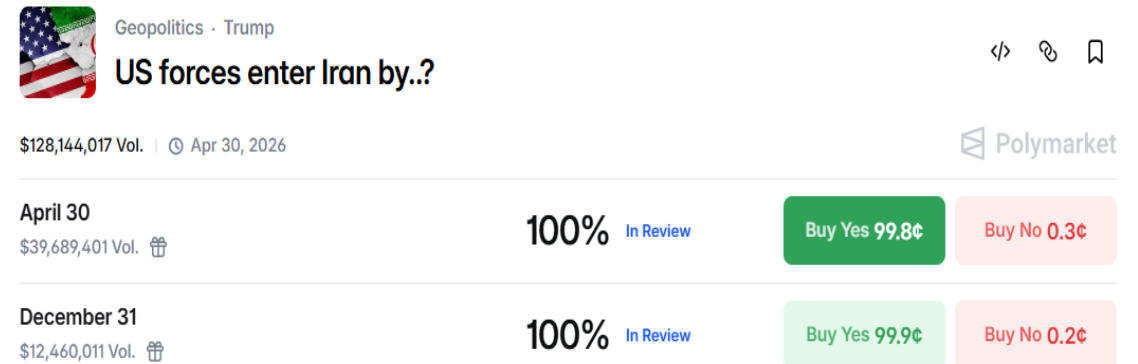 Geopolitics · Trump
US forces enter Iran by..?
$128,144,017 Vol. | Apr 30, 2026
Polymarket
April 30
$39,689,401 Vol.
100% In Review
Buy Yes 99.8¢
Buy No 0.3¢
December 31
$12,460,011 Vol.
100% In Review
Buy Yes 99.9¢
Buy No 0.2¢